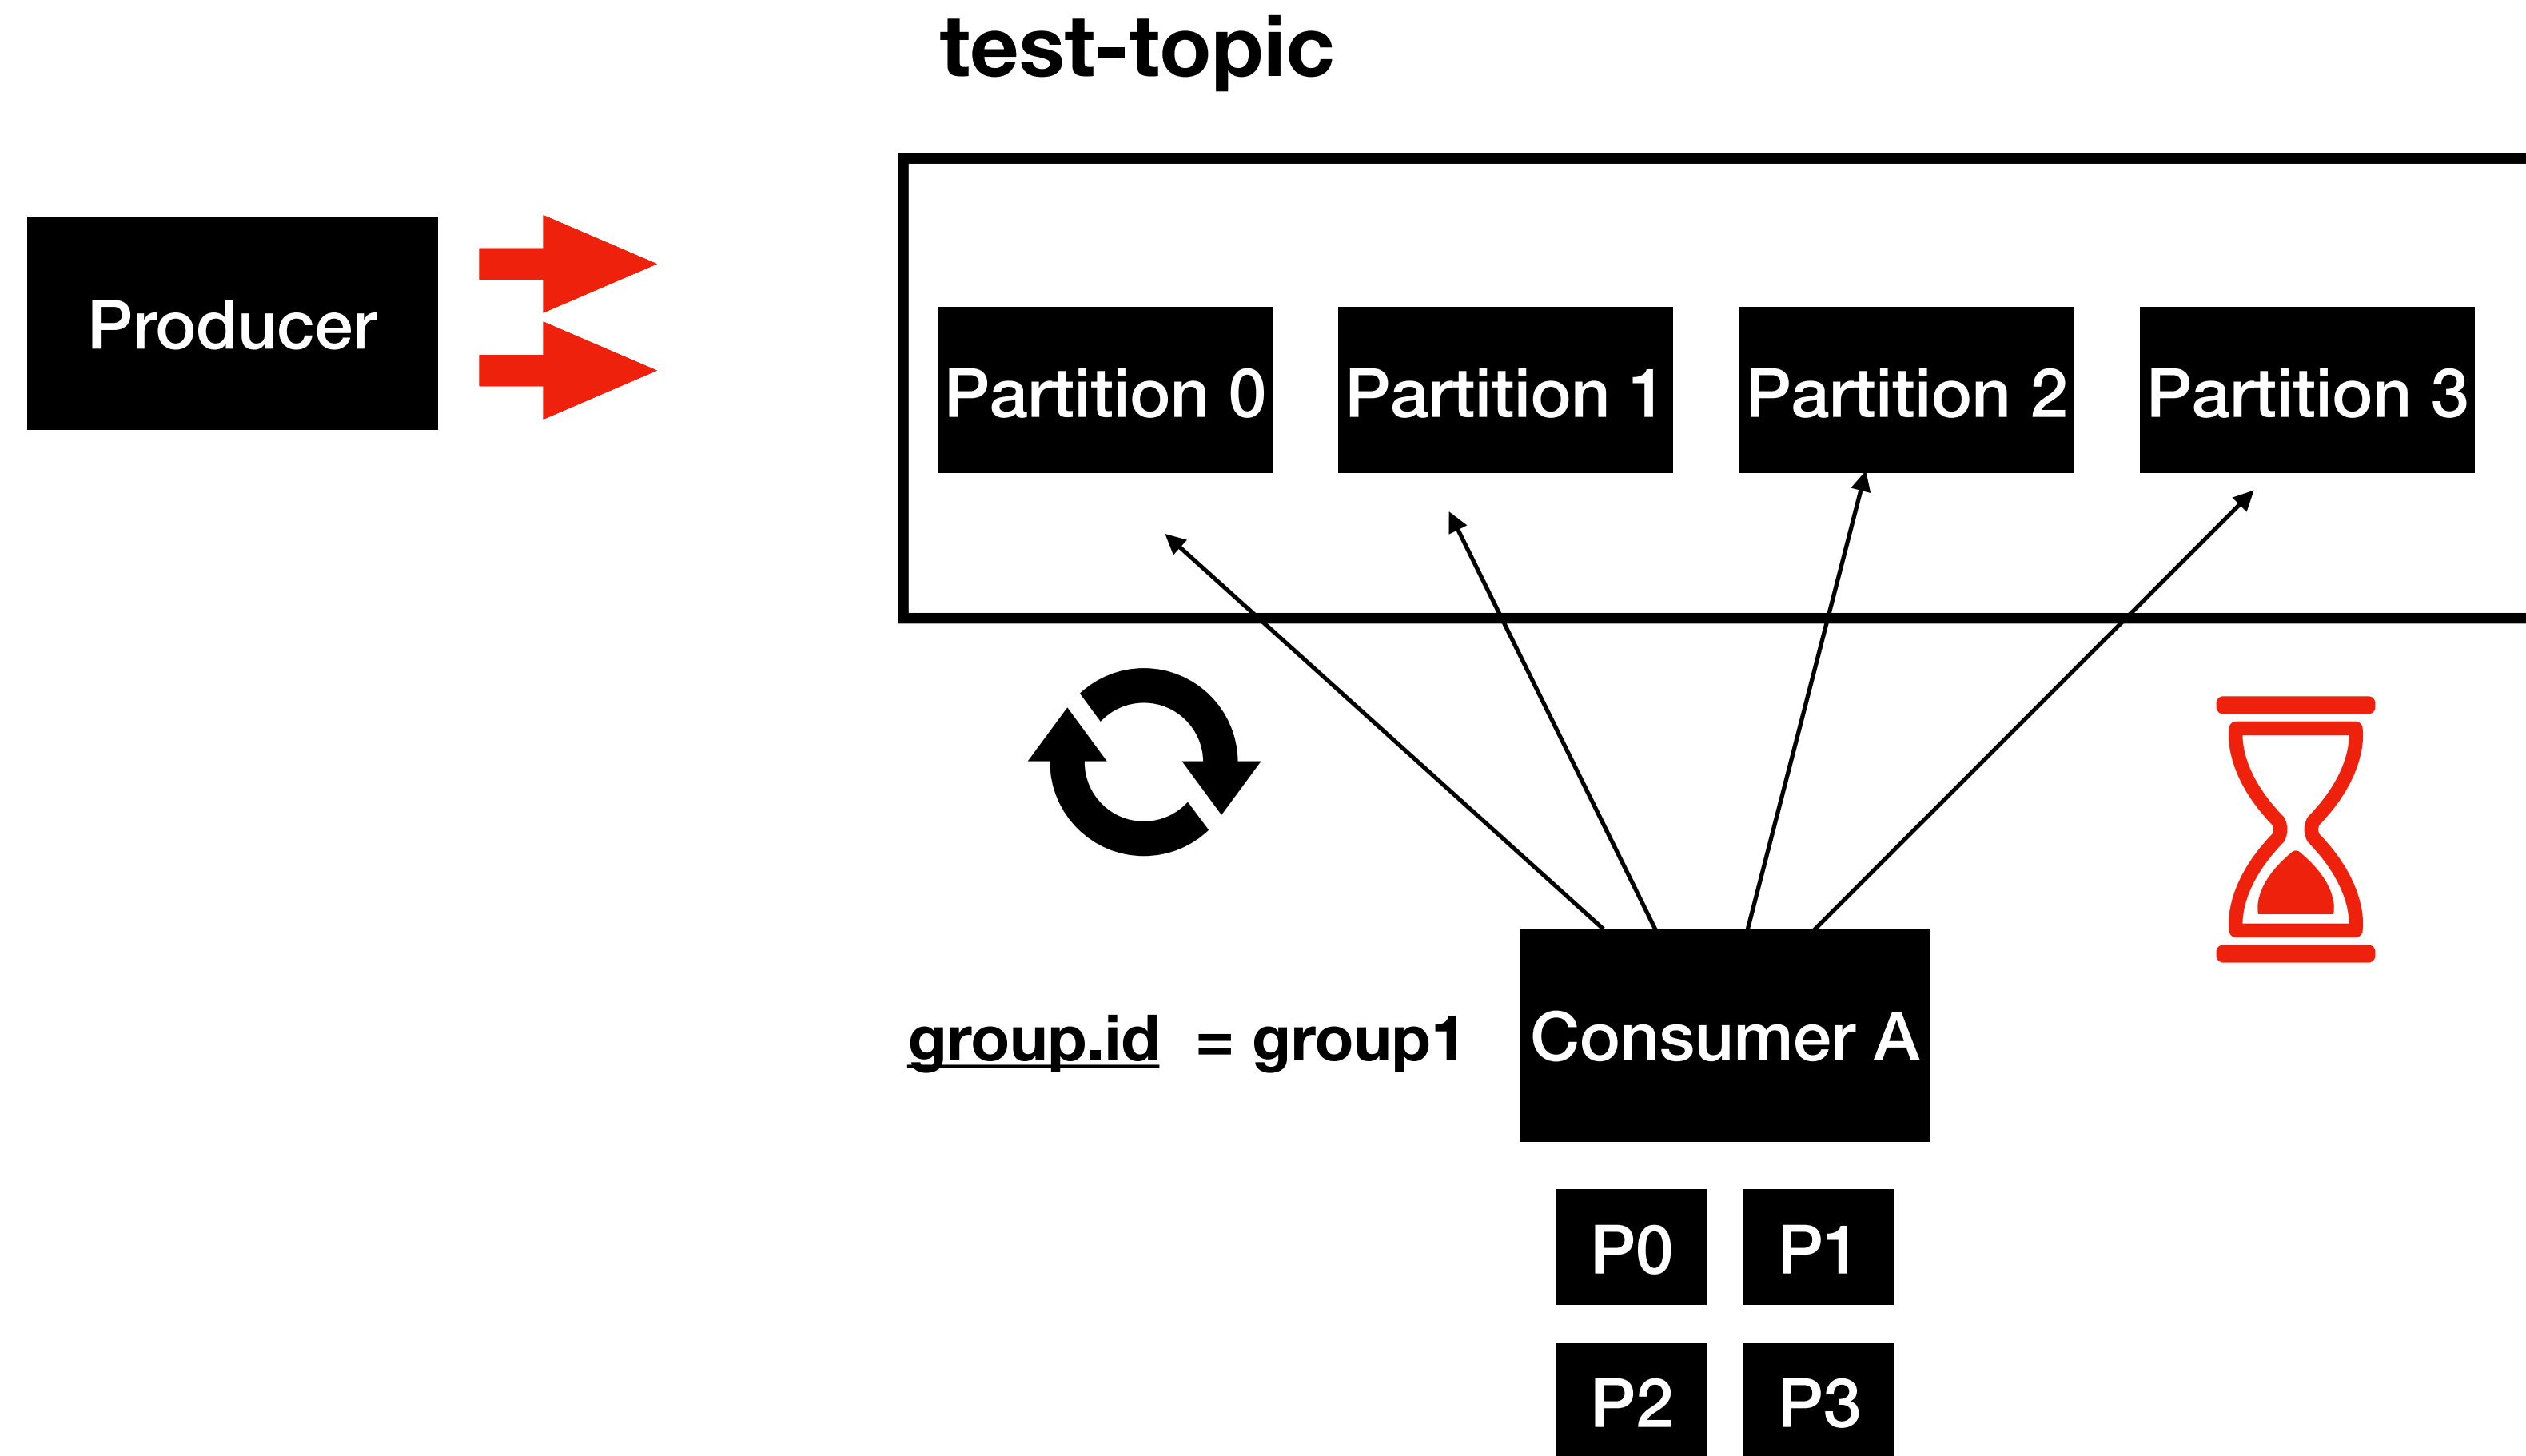 test-topic
Producer
Partition 0
Partition 1
Partition 2
Partition 3
group.id = group1
Consumer A
P0
P1
P2
P3